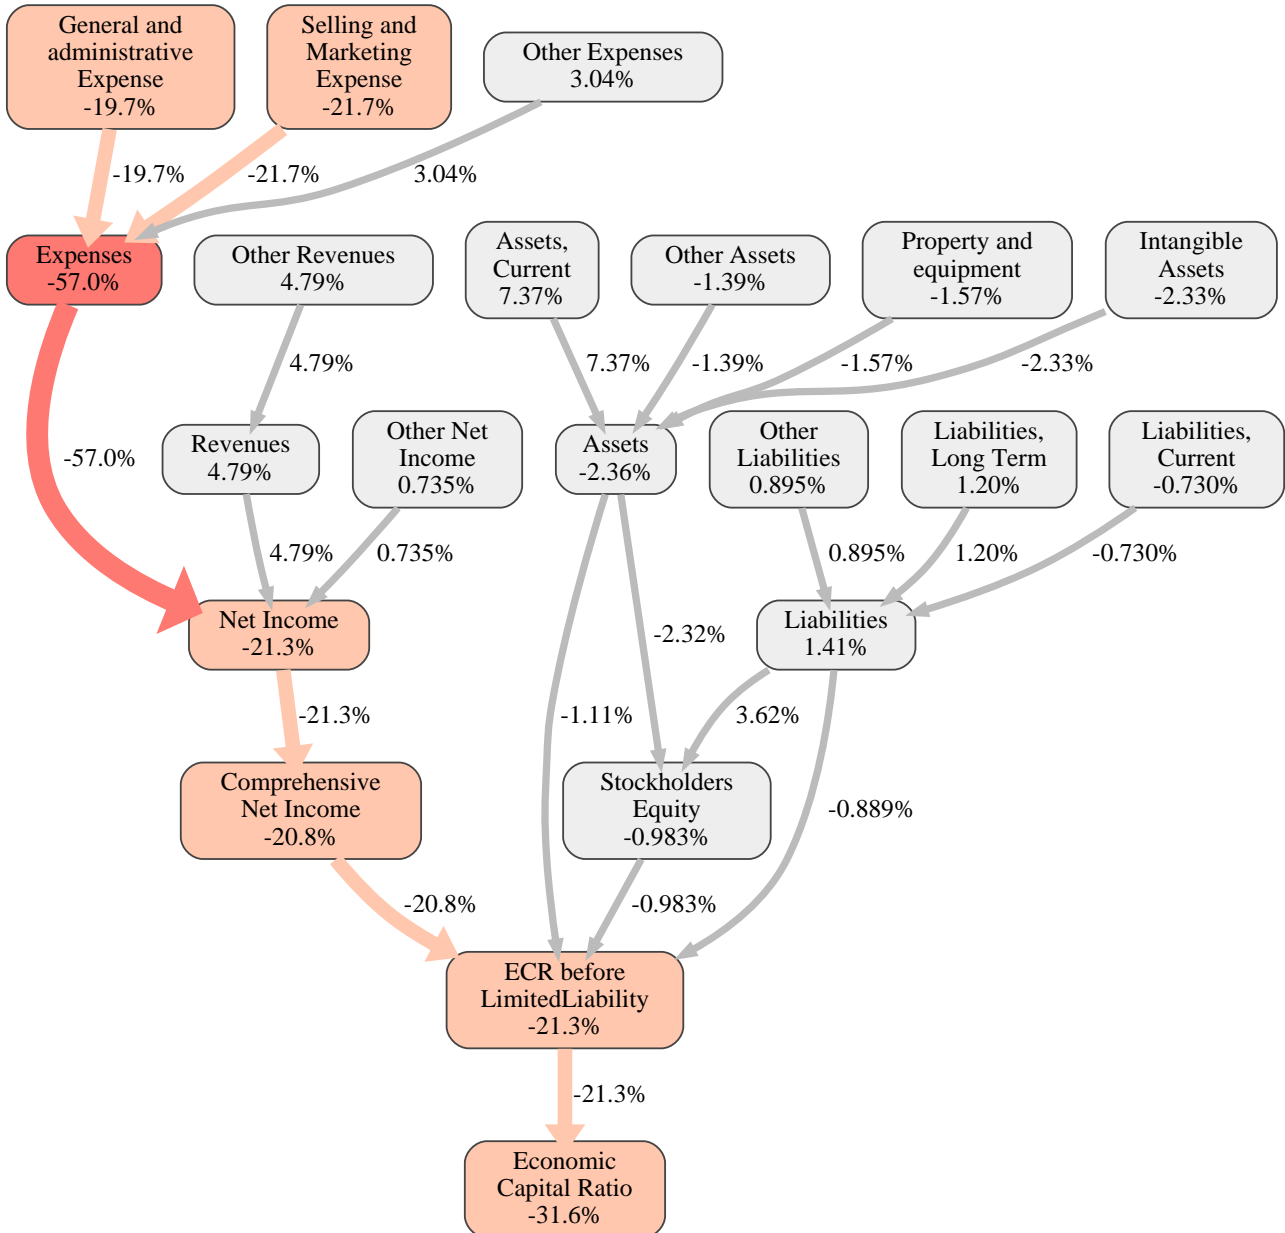 General and
administrative
Expense
-19.7%
Selling and
Marketing
Expense
-21.7%
Other Expenses
3.04%
-19.7%
-21.7%
3.04%
Expenses
-57.0%
Other Revenues
4.79%
Assets,
Current
7.37%
Other Assets
-1.39%
Property and
equipment
-1.57%
Intangible
Assets
-2.33%
4.79%
7.37%
-1.39%
-1.57%
-2.33%
-57.0%
Revenues
4.79%
Other Net
Income
0.735%
Assets
-2.36%
Other
Liabilities
0.895%
Liabilities,
Long Term
1.20%
Liabilities,
Current
-0.730%
4.79%
0.735%
0.895%
1.20%
-0.730%
Net Income
-21.3%
-2.32%
Liabilities
1.41%
-21.3%
-1.11%
3.62%
Comprehensive
Net Income
-20.8%
Stockholders
Equity
-0.983%
-0.889%
-20.8%
-0.983%
ECR before
LimitedLiability
-21.3%
-21.3%
Economic
Capital Ratio
-31.6%